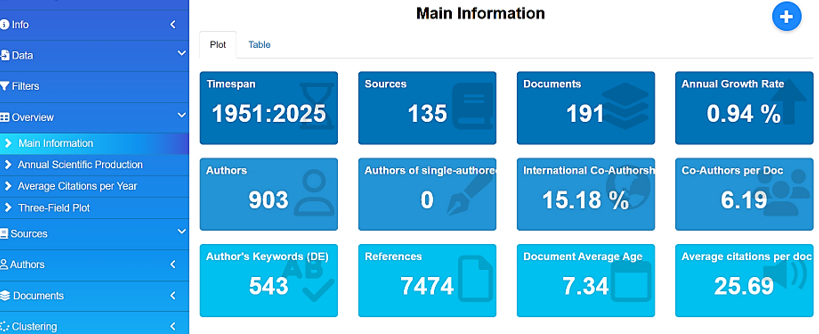 Info
Data
Filters
Overview
Main Information
Annual Scientific Production
Average Citations per Year
Three-Field Plot
Sources
Authors
Documents
Clustering
Main Information
Plot
Table
Timespan
1951:2025
Sources
135
Documents
191
Annual Growth Rate
0.94 %
Authors
903
Authors of single-authore
0
International Co-Authorsh
15.18 %
Co-Authors per Doc
6.19
Author's Keywords (DE)
543
References
7474
Document Average Age
7.34
Average citations per doc
25.69